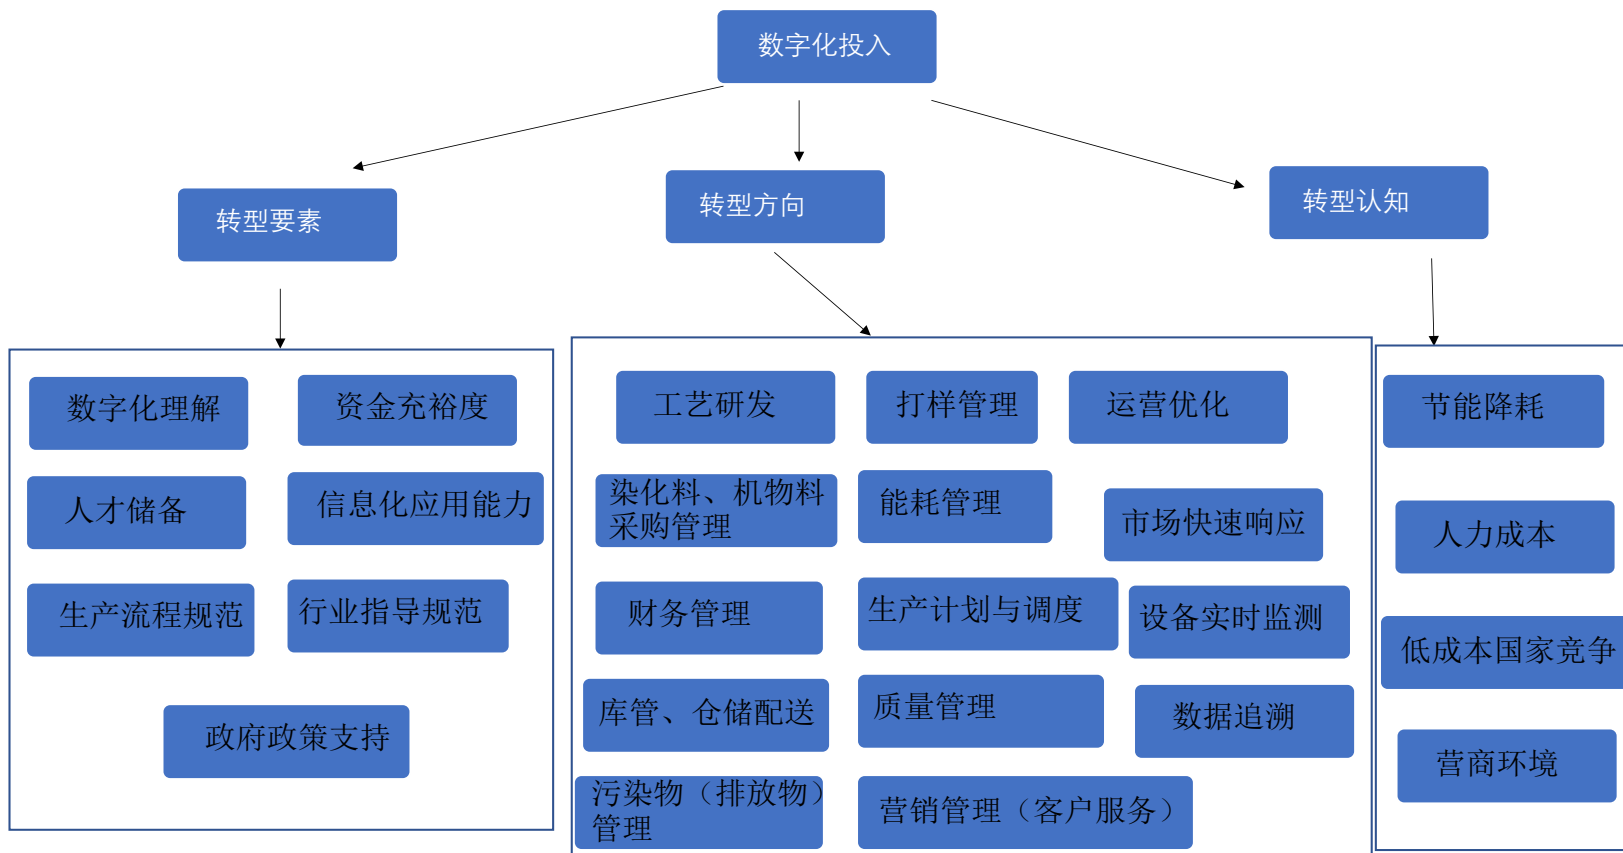 数字化投入
转型要素
转型方向
转型认知
数字化理解
资金充裕度
人才储备
信息化应用能力
生产流程规范
行业指导规范
政府政策支持
工艺研发
打样管理
运营优化
染化料、机物料
采购管理
能耗管理
市场快速响应
财务管理
生产计划与调度
设备实时监测
库管、仓储配送
质量管理
数据追溯
污染物（排放物）
管理
营销管理（客户服务）
节能降耗
人力成本
低成本国家竞争
营商环境